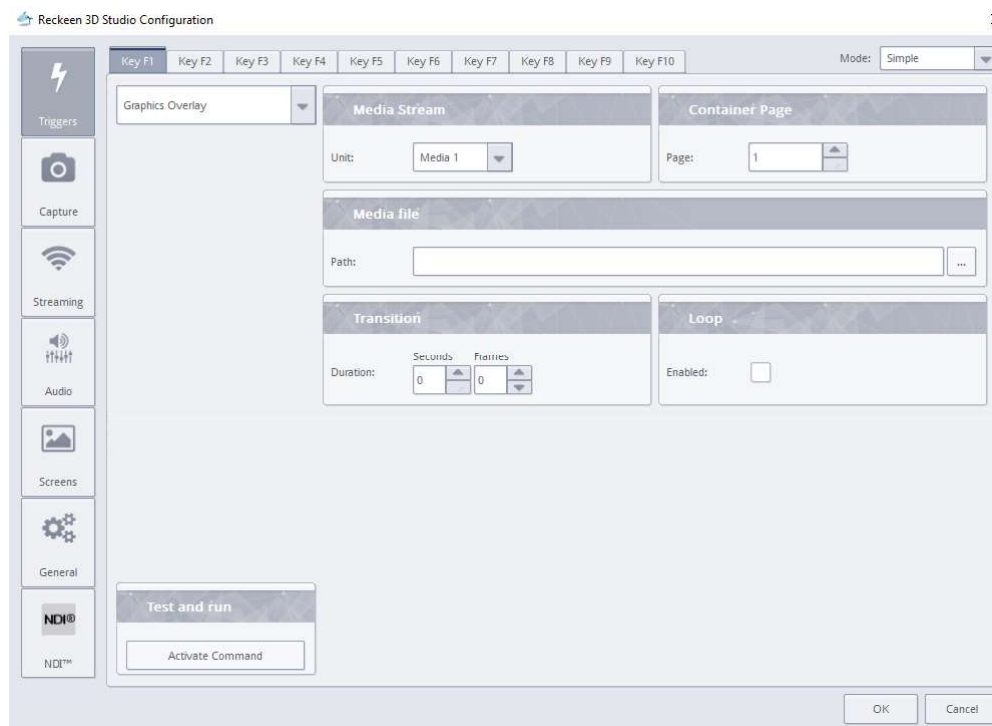 Reckeen 3D Studio Configuration
Key F1 Key F2 Key F3 Key F4 Key F5 Key F6 Key F7 Key F8 Key F9 Key F10 Mode: Simple
Triggers
Graphics Overlay
Media Stream
Container Page
Unit: Media 1
Page: 1
Capture
Media file
Path: ...
Streaming
Transition
Loop
Seconds Frames
Duration: 0 0
Enabled:
Audio
Screens
General
Test and run
NDI®
Activate Command
NDI™
OK Cancel